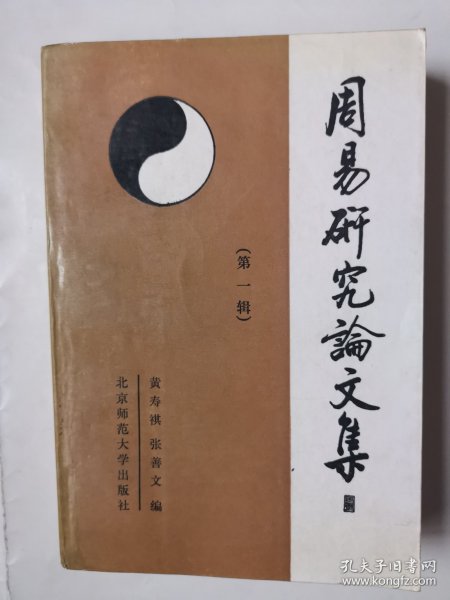 周易研究論文集
（第一辑）
黄寿祺 张善文 编
北京师范大学出版社
孔夫子旧书网
www.kongfz.com